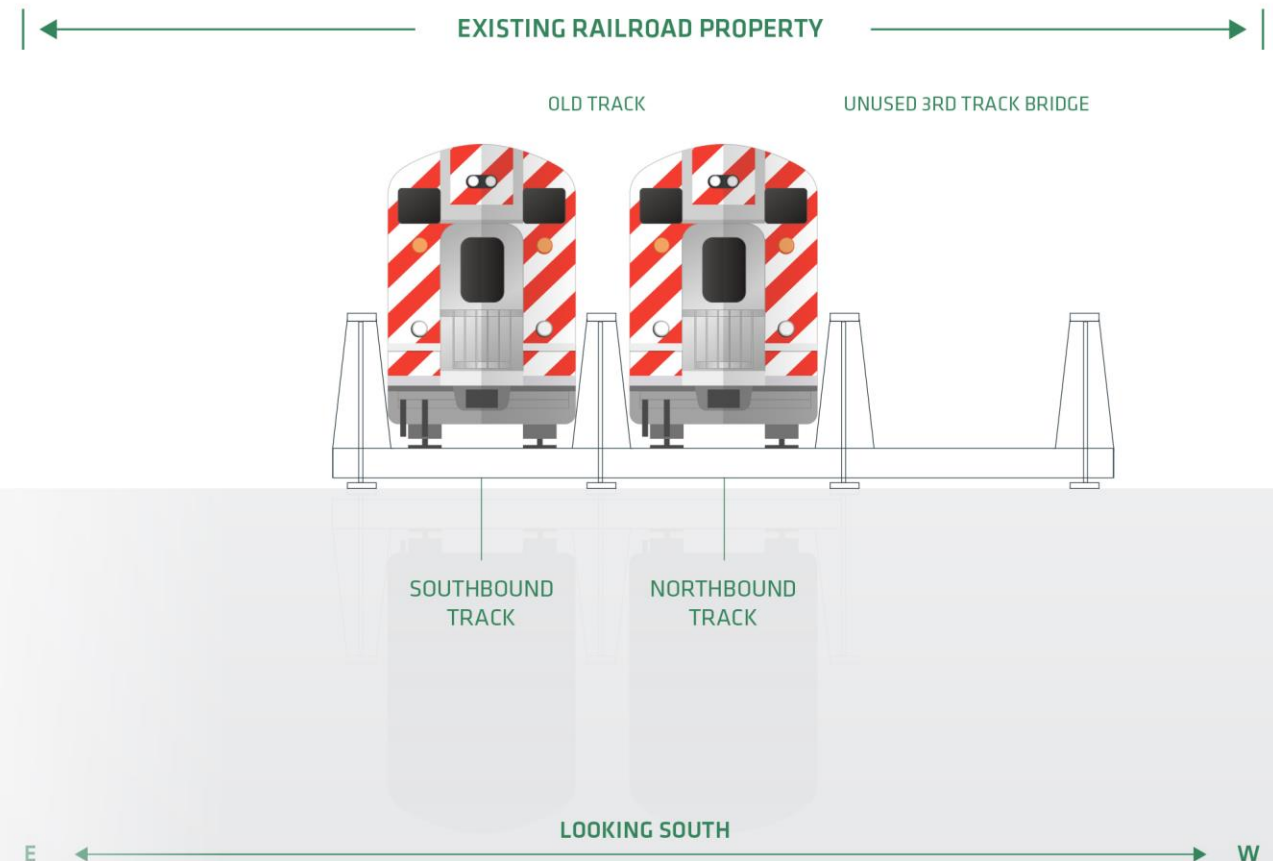 EXISTING RAILROAD PROPERTY
OLD TRACK
UNUSED 3RD TRACK BRIDGE
SOUTHBOUND
TRACK
NORTHBOUND
TRACK
LOOKING SOUTH
E
W